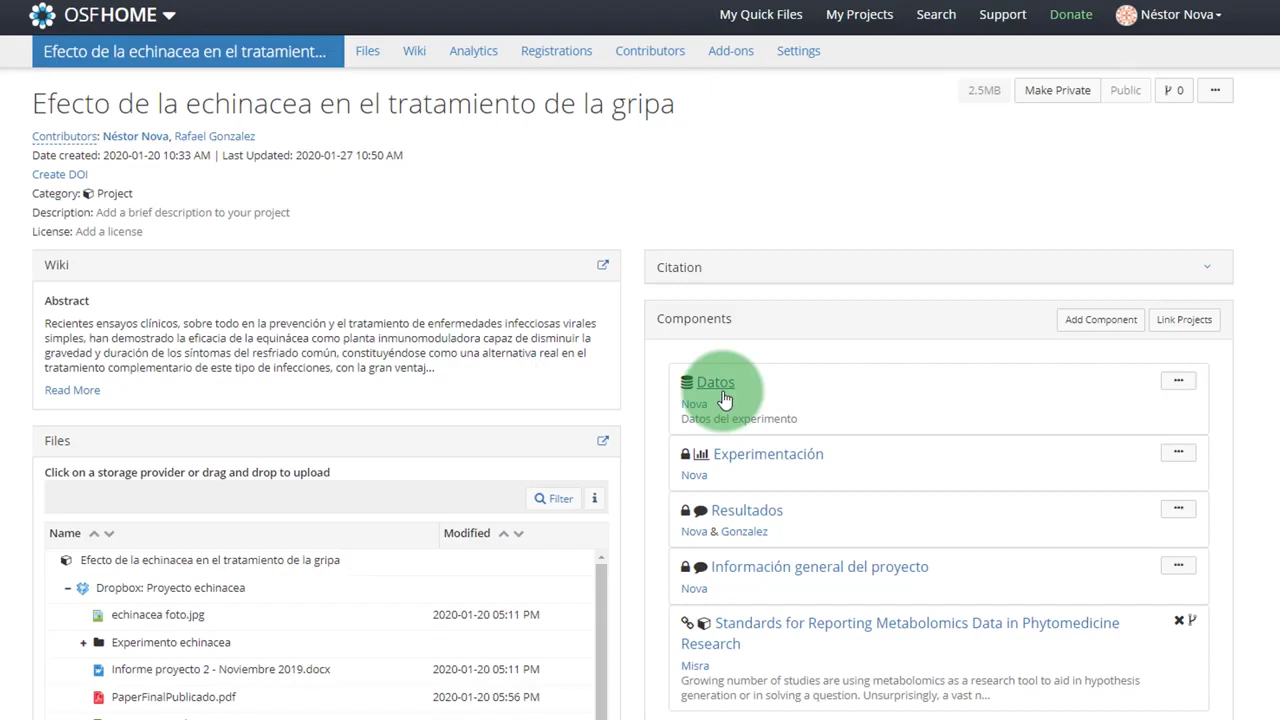 OSFHOME
My Quick Files
My Projects
Search
Support
Donate
Néstor Nova
Efecto de la echinacea en el tratamient...
Files
Wiki
Analytics
Registrations
Contributors
Add-ons
Settings
Efecto de la echinacea en el tratamiento de la gripa
2.5MB
Make Private
Public
0
Contributors: Néstor Nova, Rafael Gonzalez
Date created: 2020-01-20 10:33 AM | Last Updated: 2020-01-27 10:50 AM
Create DOI
Category: Project
Description: Add a brief description to your project
License: Add a license
Wiki
Abstract
Recientes ensayos clínicos, sobre todo en la prevención y el tratamiento de enfermedades infecciosas virales
simples, han demostrado la eficacia de la equinácea como planta inmunomoduladora capaz de disminuir la
gravedad y duración de los síntomas del resfriado común, constituyéndose como una alternativa real en el
tratamiento complementario de este tipo de infecciones, con la gran ventaj...
Read More
Files
Click on a storage provider or drag and drop to upload
Filter
Name
Modified
Efecto de la echinacea en el tratamiento de la gripa
Dropbox: Proyecto echinacea
echinacea foto.jpg 2020-01-20 05:11 PM
Experimento echinacea
Informe proyecto 2 - Noviembre 2019.docx 2020-01-20 05:11 PM
PaperFinalPublicado.pdf 2020-01-20 05:56 PM
Citation
Components
Add Component
Link Projects
Datos
Nova
Datos del experimento
Experimentación
Nova
Resultados
Nova & Gonzalez
Información general del proyecto
Nova
Standards for Reporting Metabolomics Data in Phytomedicine
Research
Misra
Growing number of studies are using metabolomics as a research tool to aid in hypothesis
generation or in solving a question. Unsurprisingly, a vast n...